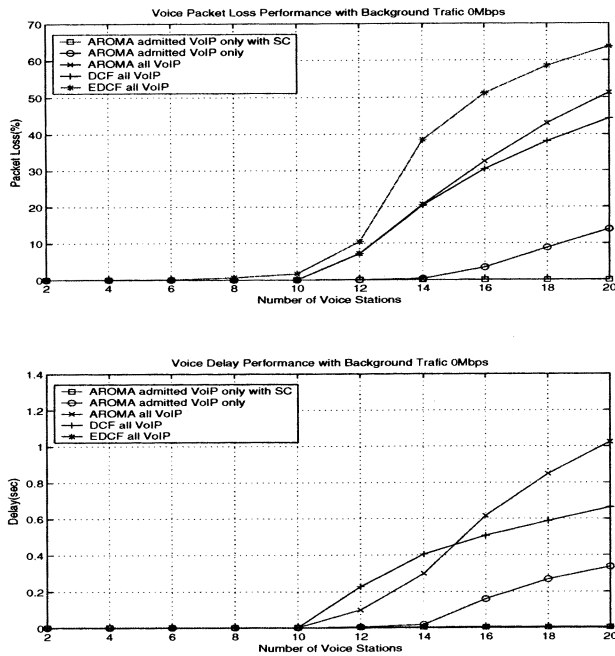 Voice Packet Loss Performance with Background Trafic 0Mbps
70
60
50
40
30
20
10
0
Packet Loss(%)
AROMA admitted VoIP only with SC
AROMA admitted VoIP only
AROMA all VoIP
DCF all VoIP
EDCF all VoIP
2 4 6 8 10 12 14 16 18 20
Number of Voice Stations
Voice Delay Performance with Background Trafic 0Mbps
1.4
1.2
1
0.8
0.6
0.4
0.2
0
Delay(sec)
AROMA admitted VoIP only with SC
AROMA admitted VoIP only
AROMA all VoIP
DCF all VoIP
EDCF all VoIP
2 4 6 8 10 12 14 16 18 20
Number of Voice Stations